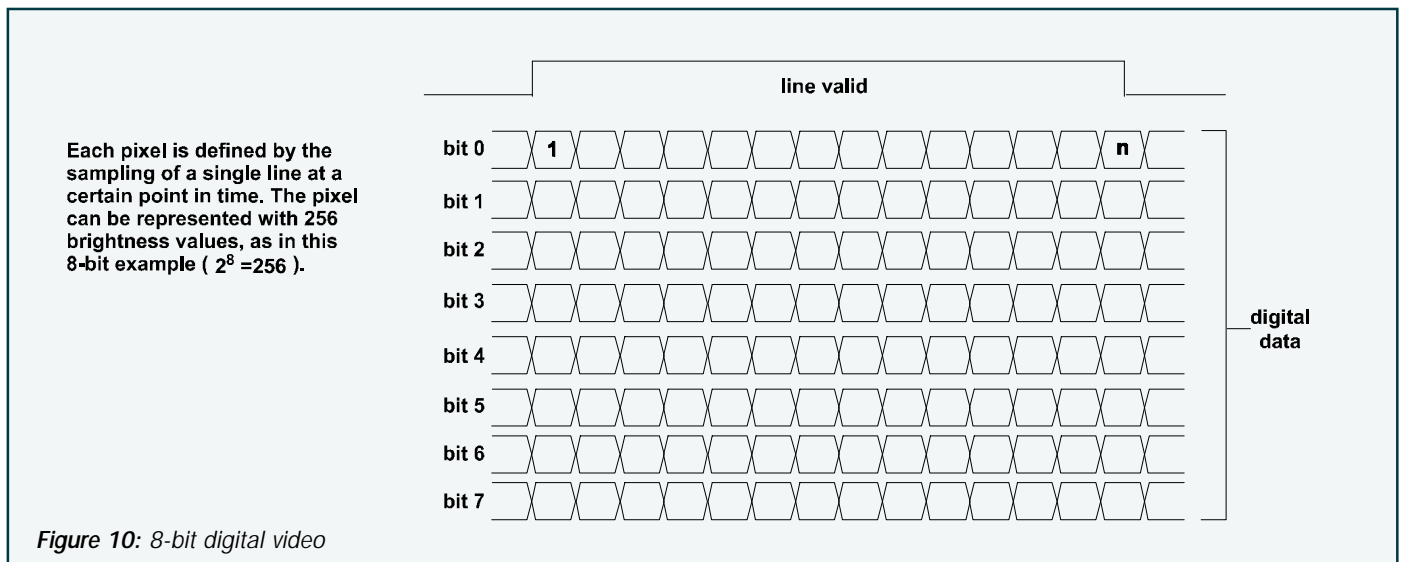 line valid
Each pixel is defined by the
sampling of a single line at a
certain point in time. The pixel
can be represented with 256
brightness values, as in this
8-bit example ( 2⁸ =256 ).
bit 0
1
n
bit 1
bit 2
bit 3
bit 4
bit 5
bit 6
bit 7
digital
data
Figure 10: 8-bit digital video